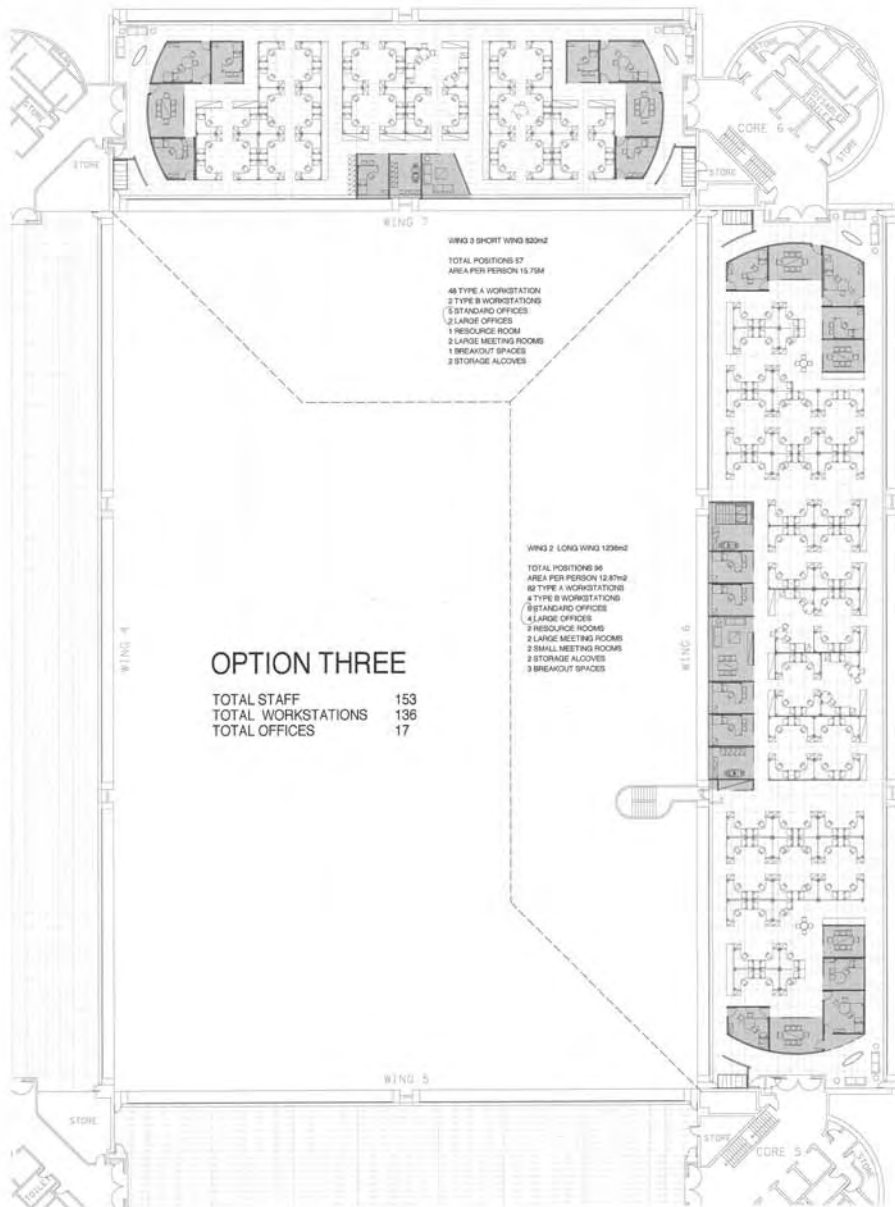 STORE
STORE
STORE
CORE 6
STORE
STORE
STORE
WING 3 SHORT WING 820m2
TOTAL POSITIONS 57
AREA PER PERSON 15.75M
48 TYPE A WORKSTATION
2 TYPE B WORKSTATIONS
5 STANDARD OFFICES
2 LARGE OFFICES
1 RESOURCE ROOM
2 LARGE MEETING ROOMS
1 BREAKOUT SPACES
2 STORAGE ALCOVES
WING 2 LONG WING 1236m2
TOTAL POSITIONS 96
AREA PER PERSON 12.87m2
82 TYPE A WORKSTATIONS
4 TYPE B WORKSTATIONS
STANDARD OFFICES
4 LARGE OFFICES
2 RESOURCE ROOMS
2 LARGE MEETING ROOMS
2 SMALL MEETING ROOMS
2 STORAGE ALCOVES
3 BREAKOUT SPACES
WING 4
WING 6
OPTION THREE
TOTAL STAFF 153
TOTAL WORKSTATIONS 136
TOTAL OFFICES 17
WING 5
STORE
STORE
CORE 5
STORE
TOILET